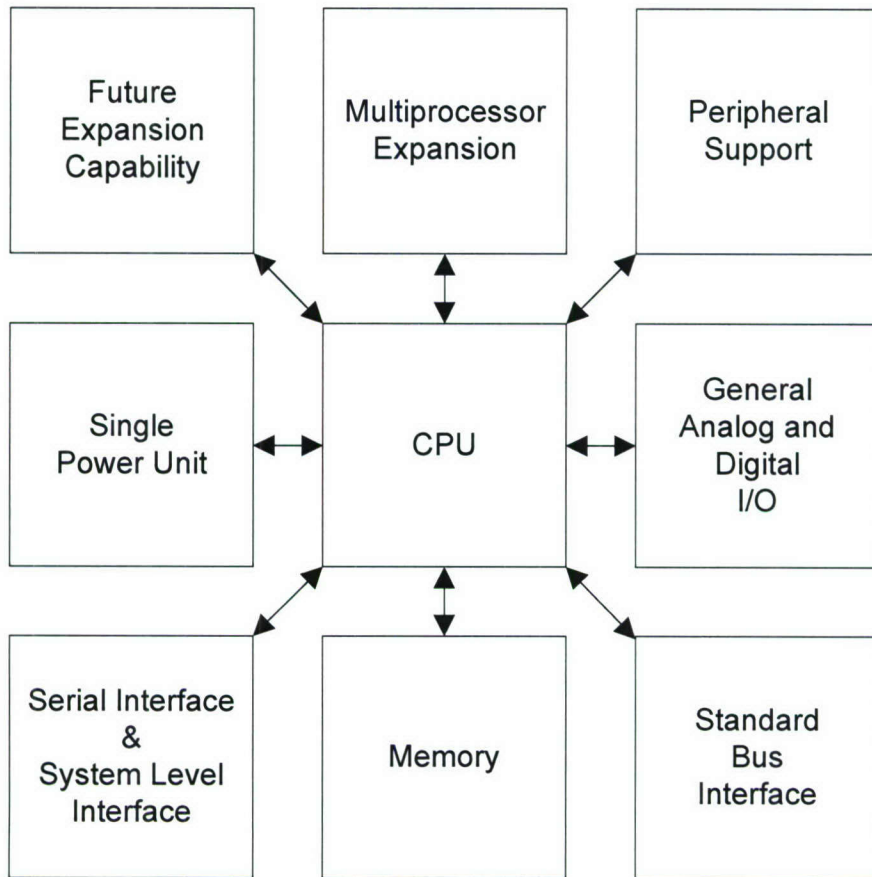 Future
Expansion
Capability
Multiprocessor
Expansion
Peripheral
Support
Single
Power Unit
CPU
General
Analog and
Digital
I/O
Serial Interface
&
System Level
Interface
Memory
Standard
Bus
Interface